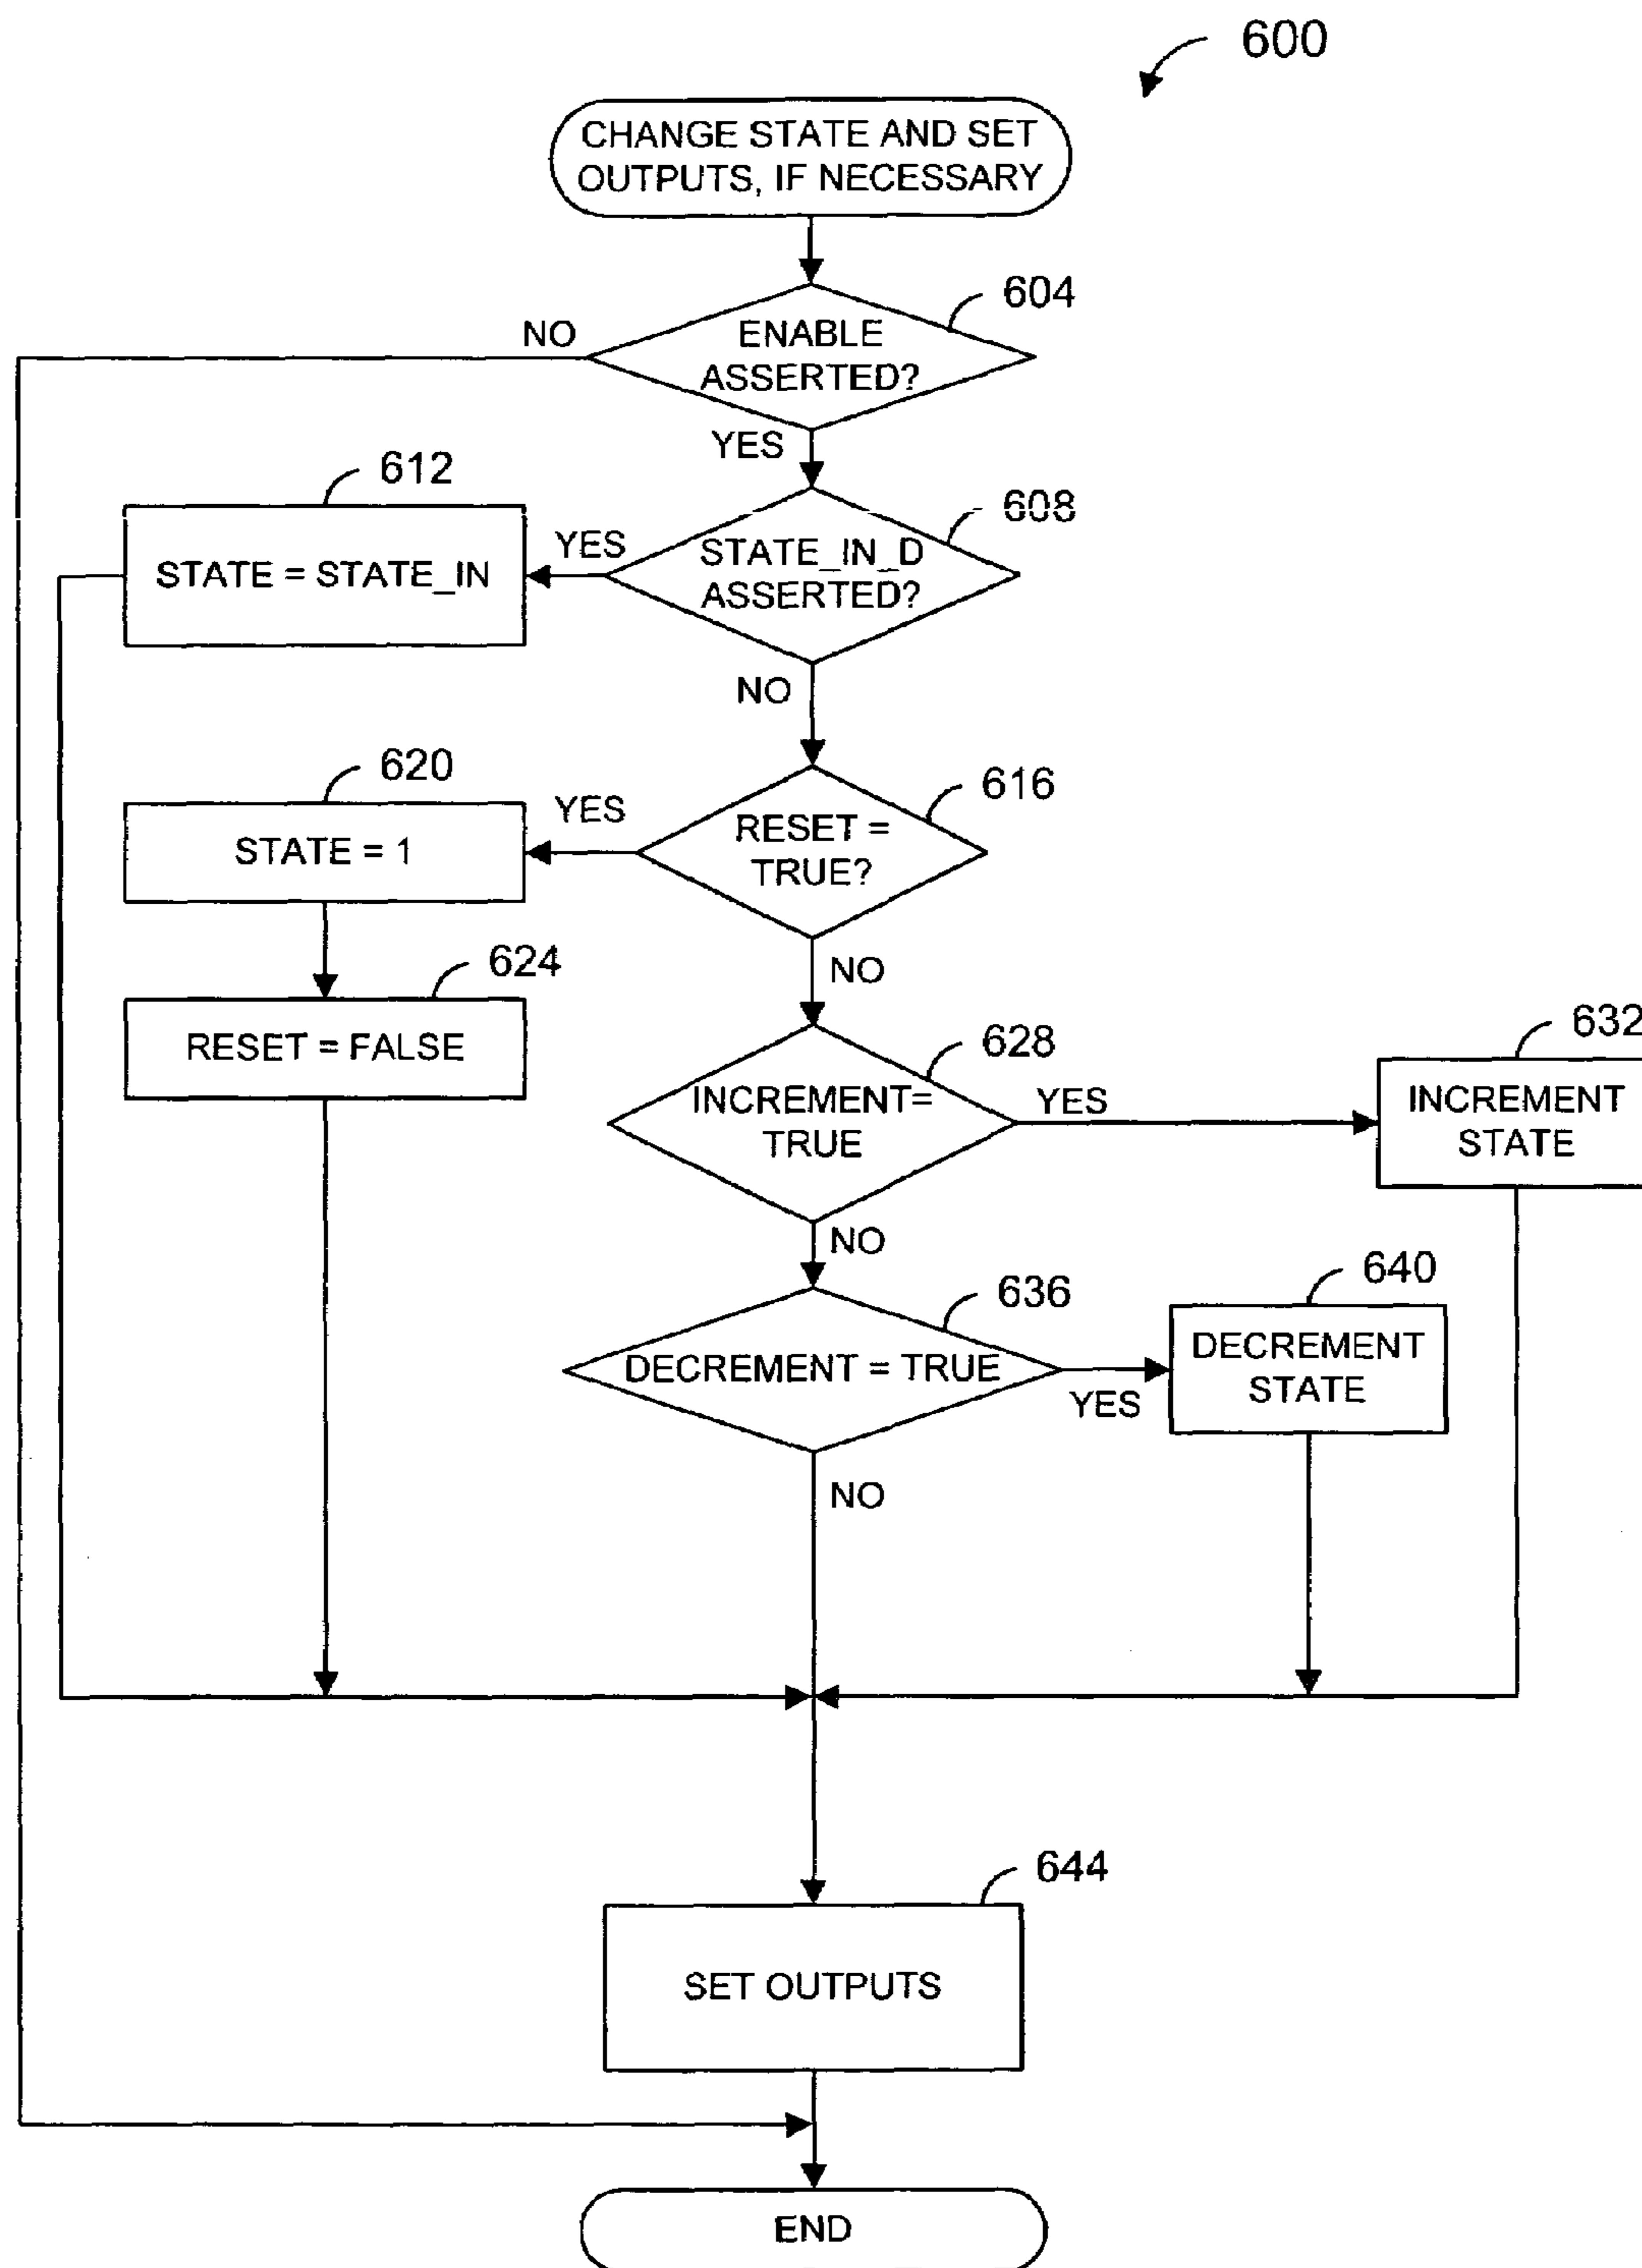 600
CHANGE STATE AND SET
OUTPUTS, IF NECESSARY
604
NO
ENABLE
ASSERTED?
YES
612
608
STATE = STATE_IN
YES
STATE_IN_D
ASSERTED?
NO
620
616
STATE = 1
YES
RESET =
TRUE?
NO
624
RESET = FALSE
628
632
INCREMENT=
TRUE
YES
INCREMENT
STATE
NO
636
640
DECREMENT = TRUE
YES
DECREMENT
STATE
NO
644
SET OUTPUTS
END